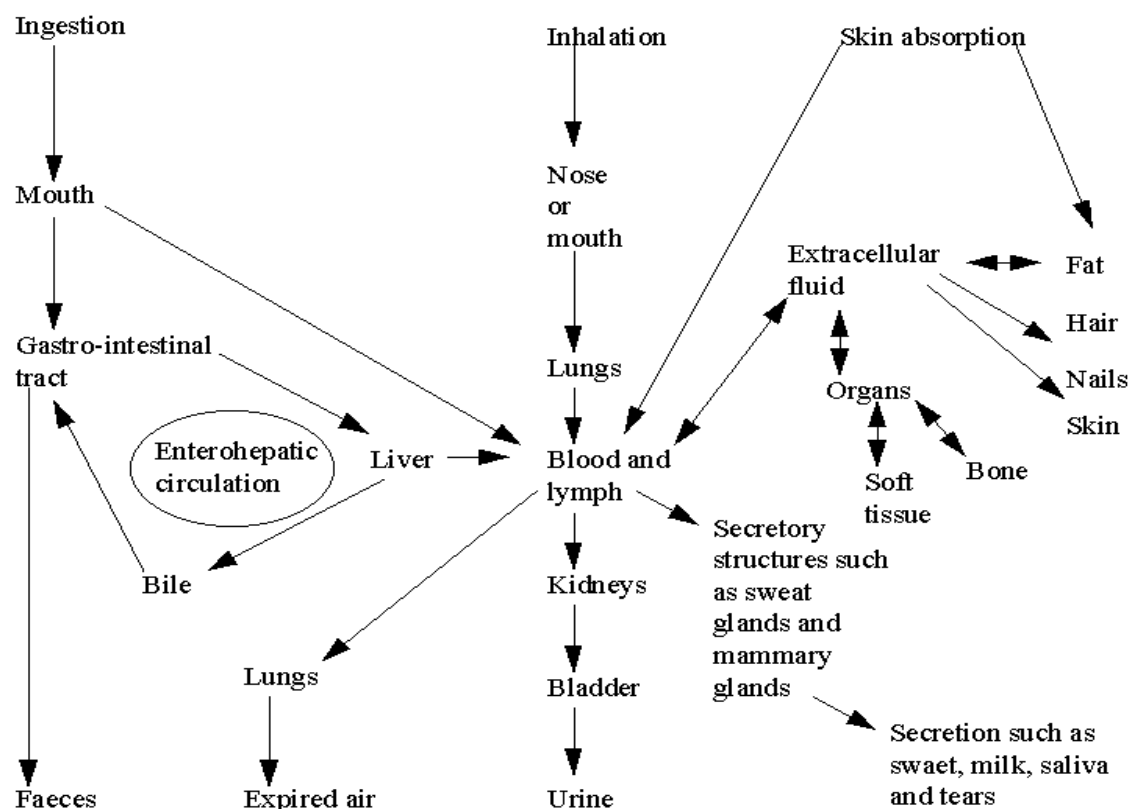 Ingestion
Inhalation
Skin absorption
Mouth
Nose
or
mouth
Extracellular
fluid
Fat
Hair
Nails
Skin
Gastro-intestinal
tract
Lungs
Organs
Enterohepatic
circulation
Liver
Blood and
lymph
Soft
tissue
Bone
Bile
Kidneys
Secretory
structures such
as sweat
glands and
mammary
glands
Lungs
Bladder
Secretion such as
swaet, milk, saliva
and tears
Faeces
Expired air
Urine